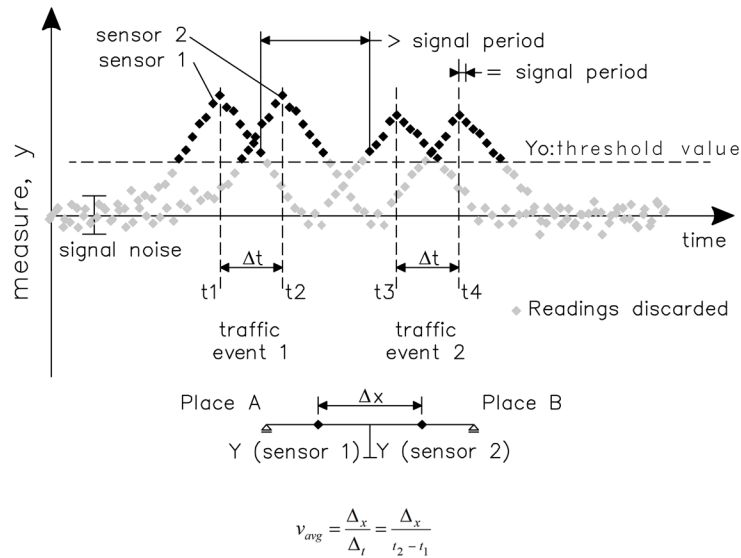 measure, y
sensor 2
sensor 1
> signal period
= signal period
Yo:threshold value
signal noise
time
Δt
Δt
t1
t2
t3
t4
traffic
event 1
traffic
event 2
Readings discarded
Place A
Δx
Place B
Y (sensor 1)
Y (sensor 2)
v_avg = Δ_x / Δ_t = Δ_x / t_2 − t_1